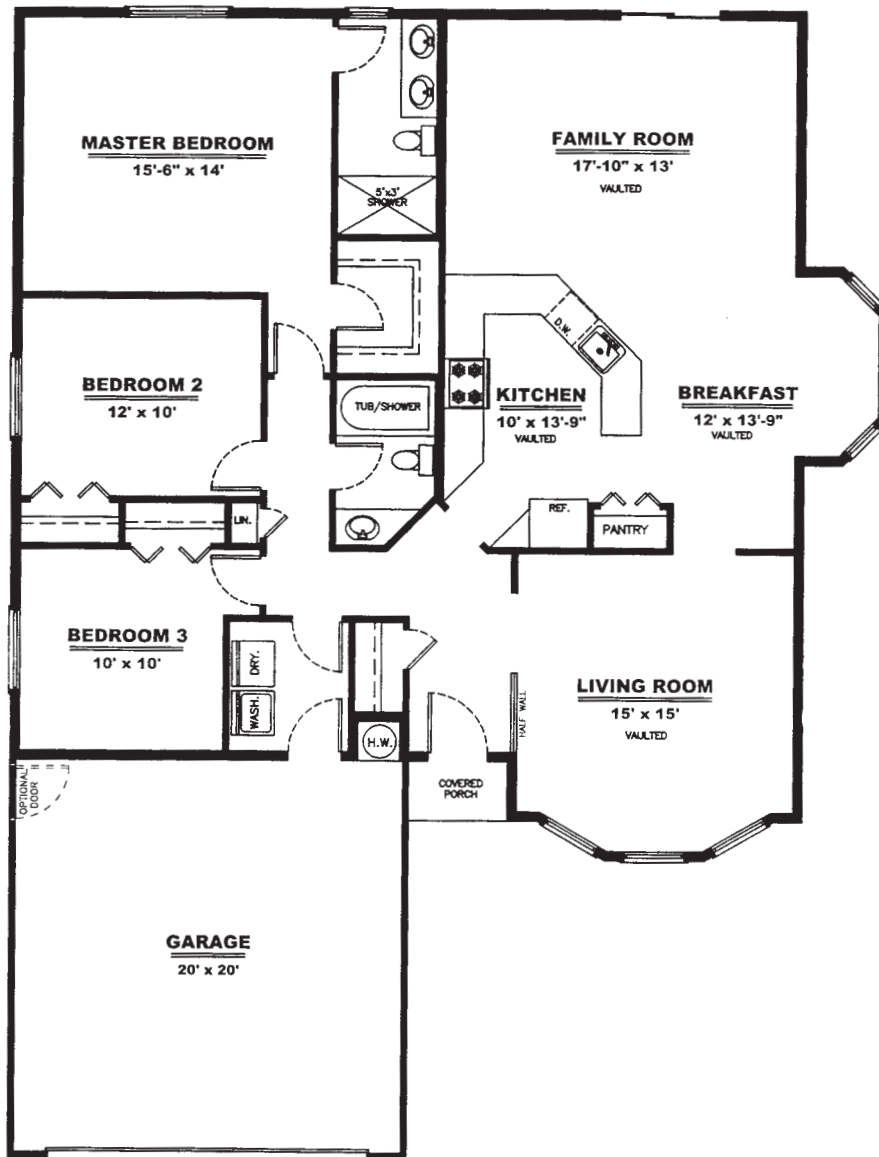 MASTER BEDROOM
15'-6" x 14'
5'x3'
SHOWER
FAMILY ROOM
17'-10" x 13'
VAULTED
BEDROOM 2
12' x 10'
TUB/SHOWER
D.W.
KITCHEN
10' x 13'-9"
VAULTED
BREAKFAST
12' x 13'-9"
VAULTED
LIN.
REF.
PANTRY
BEDROOM 3
10' x 10'
DRY.
WASH.
H.W.
HALF WALL
LIVING ROOM
15' x 15'
VAULTED
COVERED
PORCH
OPTIONAL
DOOR
GARAGE
20' x 20'